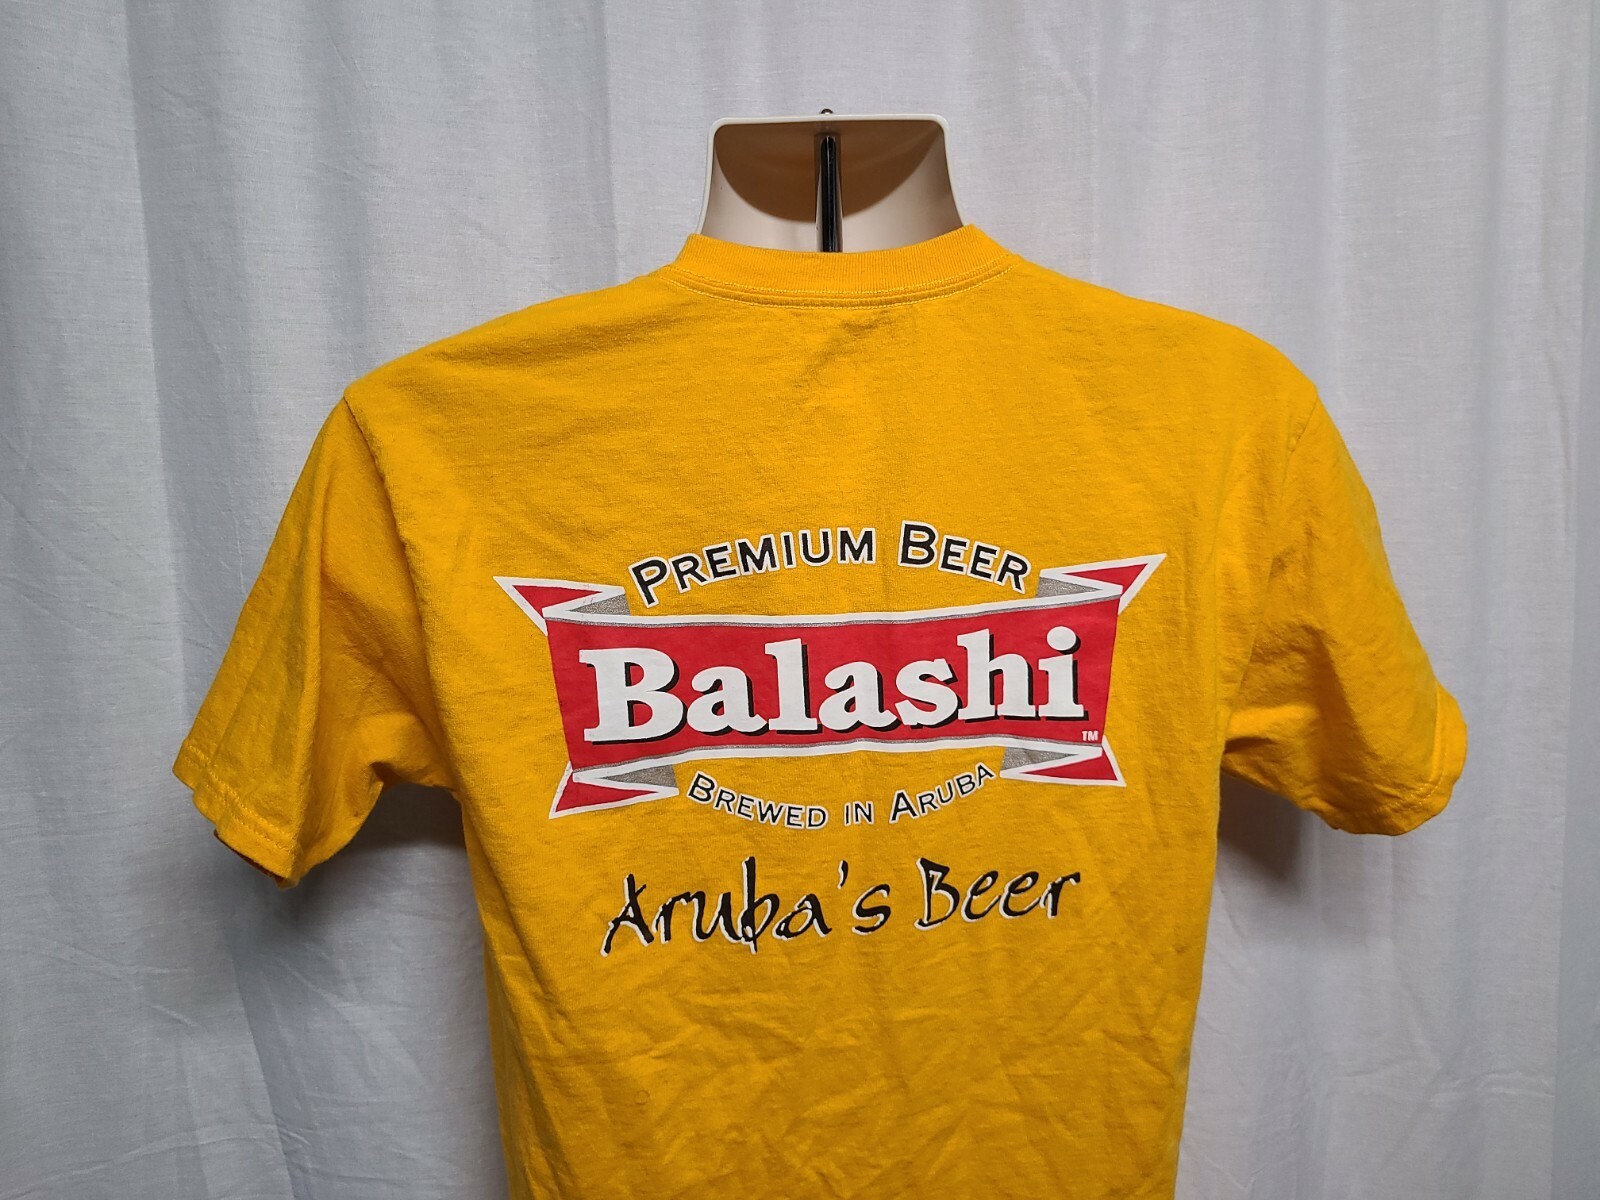 PREMIUM BEER
Balashi
TM
BREWED IN ARUBA
Aruba's Beer